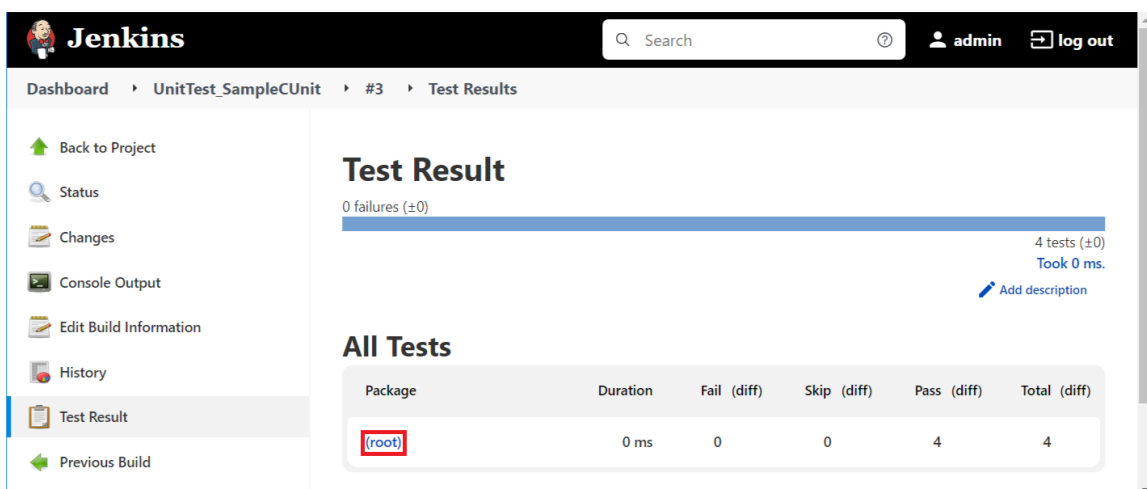 Jenkins
Search
admin
log out
Dashboard UnitTest_SampleCUnit #3 Test Results
Back to Project
Status
Changes
Console Output
Edit Build Information
History
Test Result
Previous Build
Test Result
0 failures (±0)
4 tests (±0)
Took 0 ms.
Add description
All Tests
Package Duration Fail (diff) Skip (diff) Pass (diff) Total (diff)
(root) 0 ms 0 0 4 4